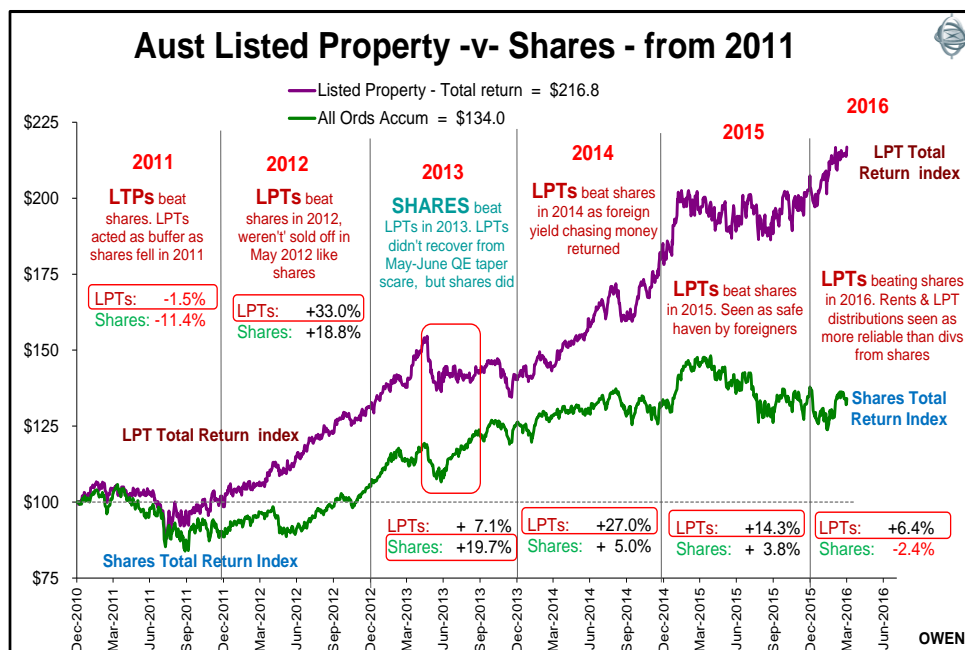 Aust Listed Property -v- Shares - from 2011
Listed Property - Total return = $216.8
All Ords Accum = $134.0
$225
$200
$175
$150
$125
$100
$75
2011
LTPs beat
shares. LPTs
acted as buffer as
shares fell in 2011
LPTs: -1.5%
Shares: -11.4%
2012
LPTs beat
shares in 2012,
weren't' sold off in
May 2012 like
shares
LPTs: +33.0%
Shares: +18.8%
2013
SHARES beat
LPTs in 2013. LPTs
didn't recover from
May-June QE taper
scare, but shares did
LPTs: + 7.1%
Shares: +19.7%
2014
LPTs beat shares
in 2014 as foreign
yield chasing money
returned
LPTs: +27.0%
Shares: + 5.0%
2015
LPTs beat shares
in 2015. Seen as safe
haven by foreigners
LPTs: +14.3%
Shares: + 3.8%
2016
LPT Total
Return index
LPTs beating shares
in 2016. Rents & LPT
distributions seen as
more reliable than divs
from shares
Shares Total
Return Index
LPTs: +6.4%
Shares: -2.4%
LPT Total Return index
Shares Total Return Index
Dec-2010
Mar-2011
Jun-2011
Sep-2011
Dec-2011
Mar-2012
Jun-2012
Sep-2012
Dec-2012
Mar-2013
Jun-2013
Sep-2013
Dec-2013
Mar-2014
Jun-2014
Sep-2014
Dec-2014
Mar-2015
Jun-2015
Sep-2015
Dec-2015
Mar-2016
Jun-2016
OWEN